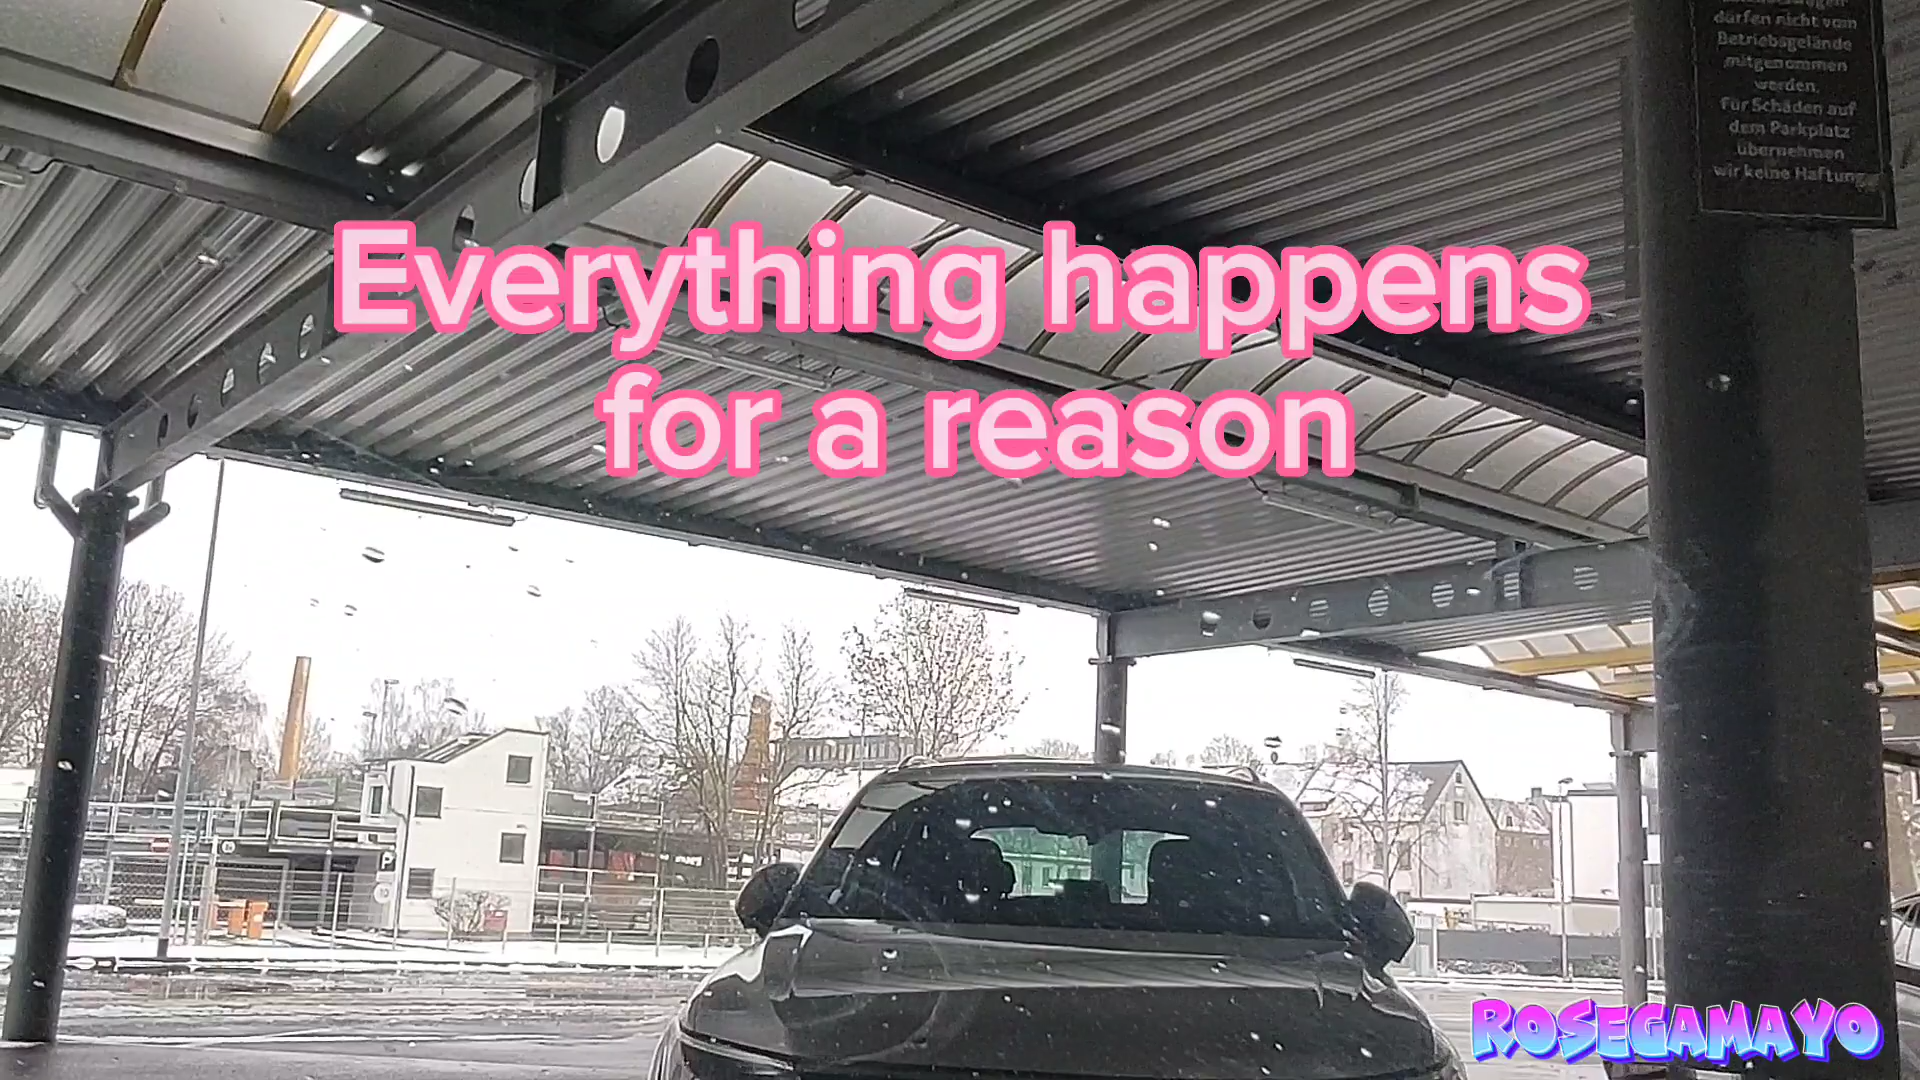 dürfen nicht vom
Betriebsgelände
mitgenommen
werden.
Für Schäden auf
dem Parkplatz
übernehmen
wir keine Haftung
Everything happens
for a reason
ROSEGAMAYO